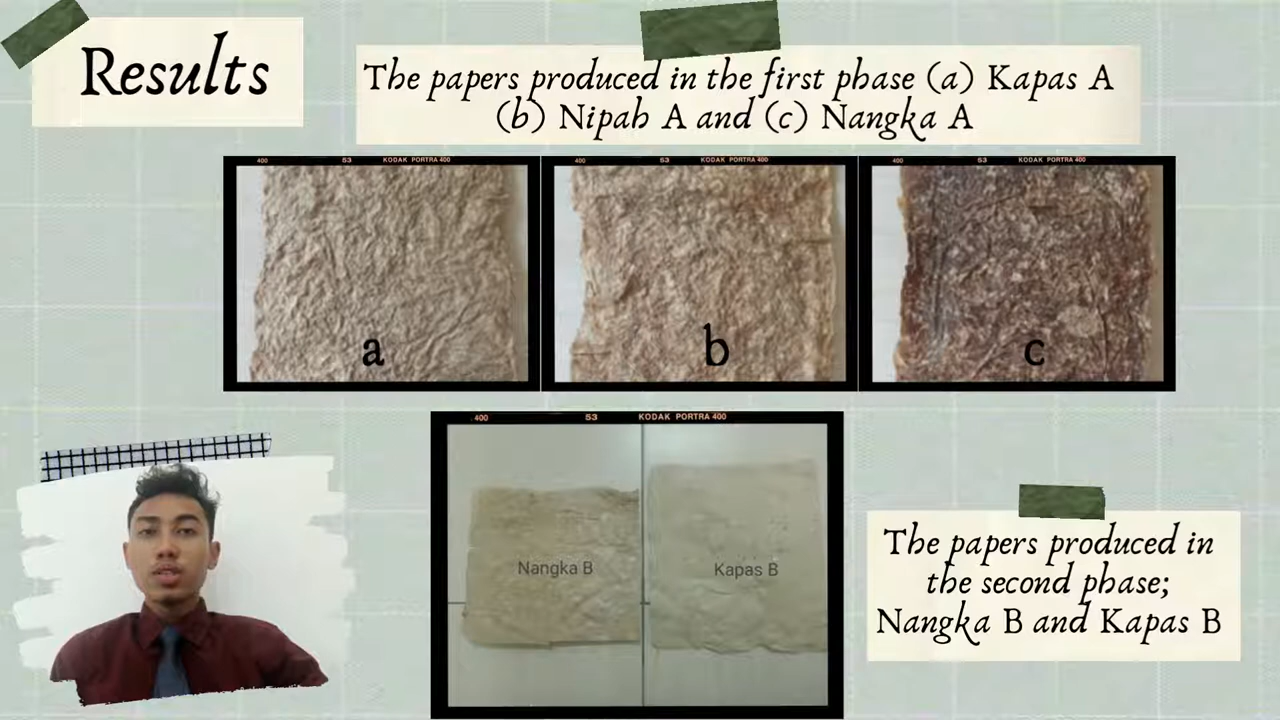 Results
The papers produced in the first phase (a) Kapas A
(b) Nipah A and (c) Nangka A
400 53 KODAK PORTRA 400
400 53 KODAK PORTRA 400
400 53 KODAK PORTRA 400
a
b
c
400 53 KODAK PORTRA 400
Nangka B
Kapas B
The papers produced in
the second phase;
Nangka B and Kapas B